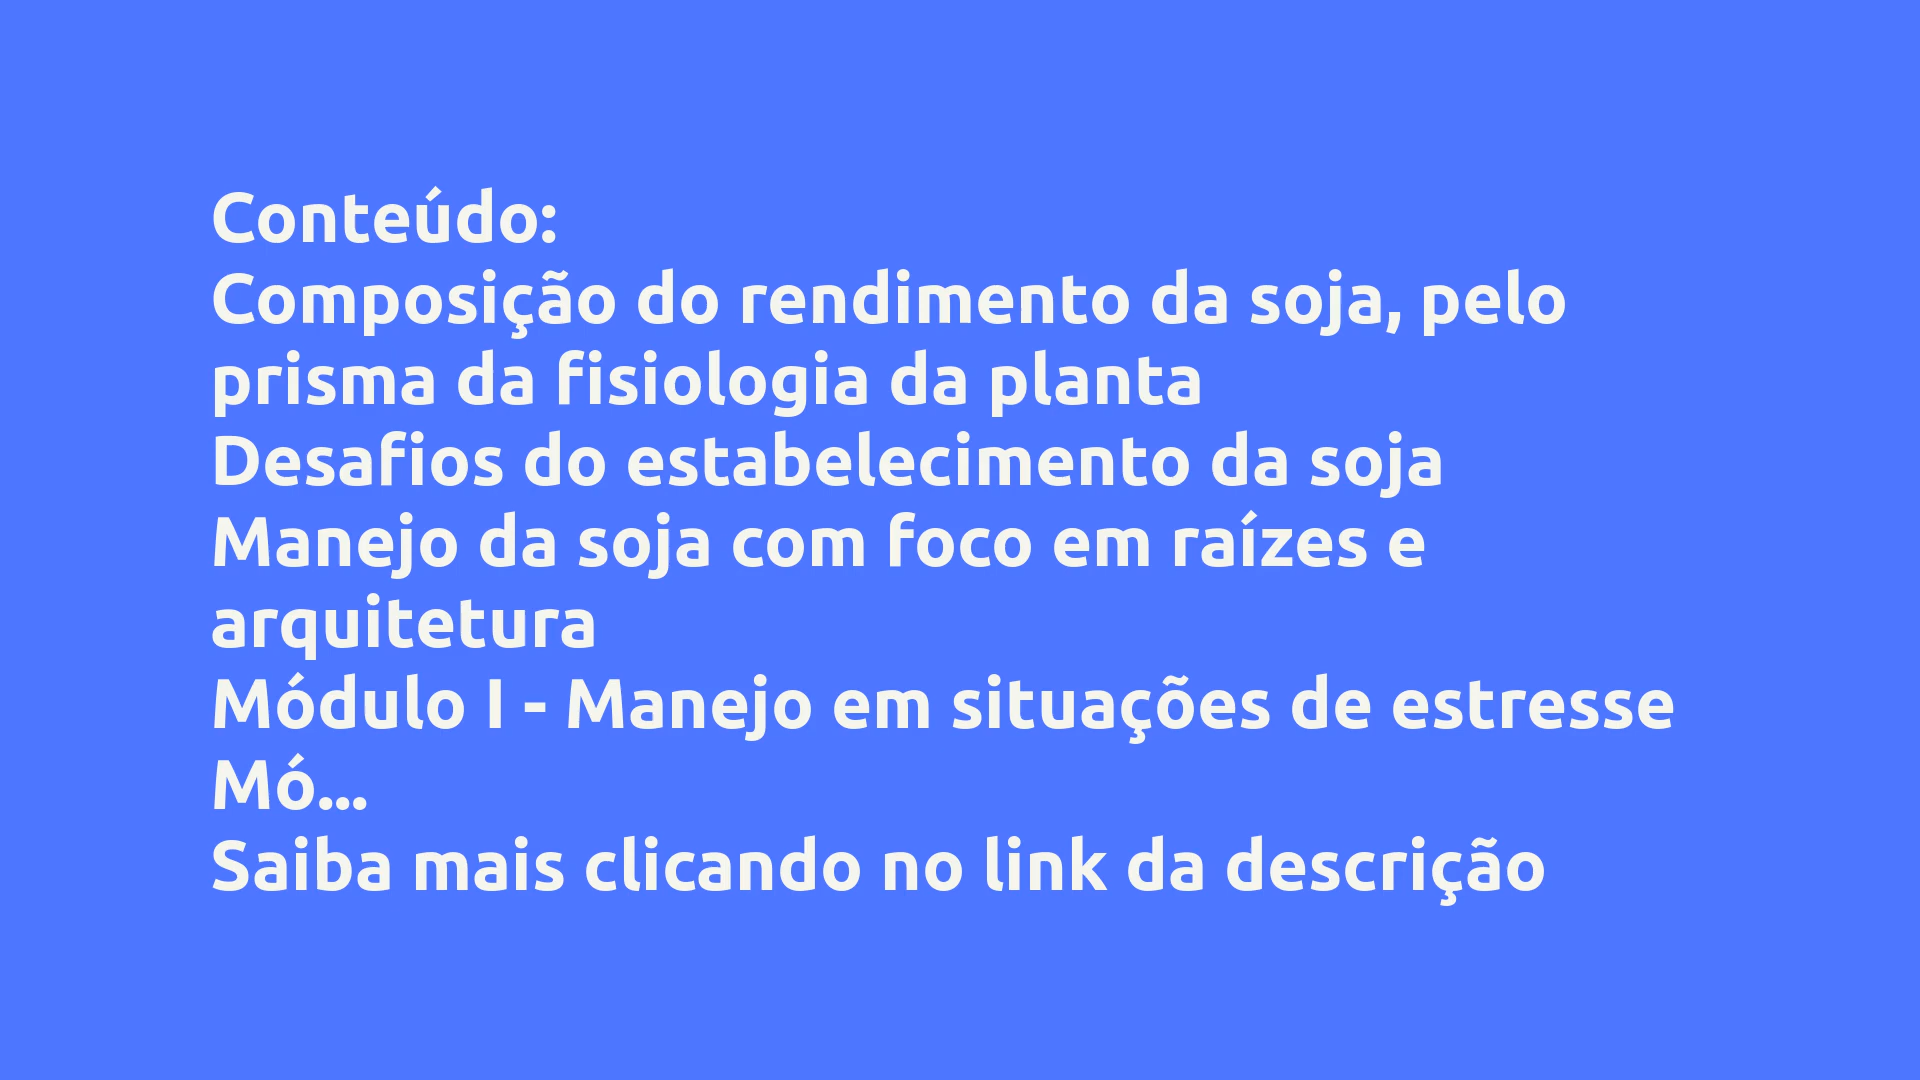 Conteúdo:
Composição do rendimento da soja, pelo
prisma da fisiologia da planta
Desafios do estabelecimento da soja
Manejo da soja com foco em raízes e
arquitetura
Módulo I - Manejo em situações de estresse
Mó...
Saiba mais clicando no link da descrição